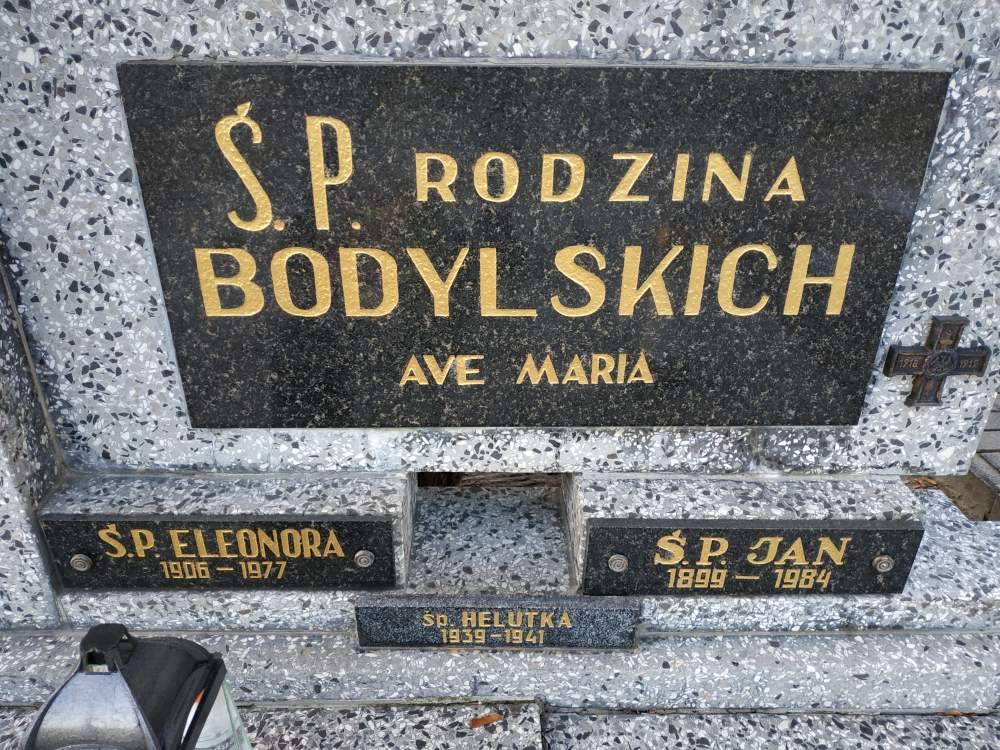 Ś.P. RODZINA
BODYLSKICH
AVE MARIA
Ś.P. ELEONORA
1906 - 1977
Ś.P. JAN
1899 - 1984
ŚP. HELUTKA
1939 - 1941